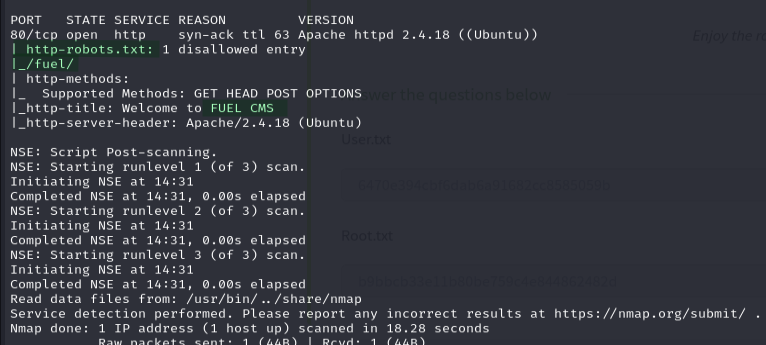 PORT   STATE SERVICE REASON         VERSION
80/tcp open  http    syn-ack ttl 63 Apache httpd 2.4.18 ((Ubuntu))
| http-robots.txt: 1 disallowed entry
|_/fuel/
| http-methods:
|_  Supported Methods: GET HEAD POST OPTIONS
|_http-title: Welcome to FUEL CMS
|_http-server-header: Apache/2.4.18 (Ubuntu)
Enjoy the
answer the questions below
User.txt
Root.txt
NSE: Script Post-scanning.
NSE: Starting runlevel 1 (of 3) scan.
Initiating NSE at 14:31
Completed NSE at 14:31, 0.00s elapsed
NSE: Starting runlevel 2 (of 3) scan.
Initiating NSE at 14:31
Completed NSE at 14:31, 0.00s elapsed
NSE: Starting runlevel 3 (of 3) scan.
Initiating NSE at 14:31
Completed NSE at 14:31, 0.00s elapsed
Read data files from: /usr/bin/../share/nmap
Service detection performed. Please report any incorrect results at https://nmap.org/submit/ .
Nmap done: 1 IP address (1 host up) scanned in 18.28 seconds
Raw packets sent: 1 (44B) | Rcvd: 1 (44B)